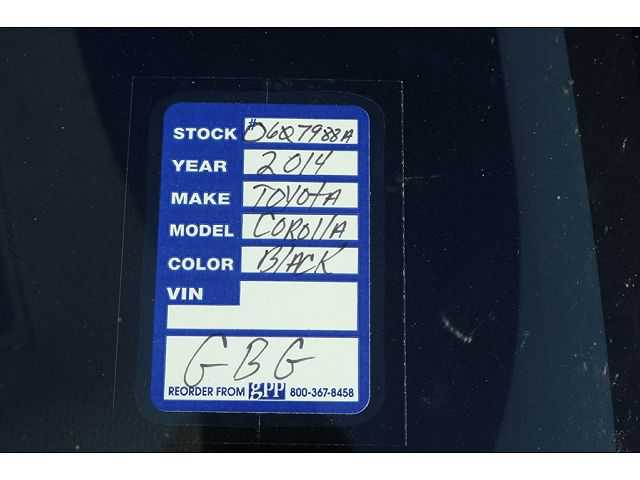 STOCK #D6Q7988A
YEAR 2014
MAKE TOYOTA
MODEL COROllA
COLOR BlACK
VIN
GBG
REORDER FROM gpp 800-367-8458